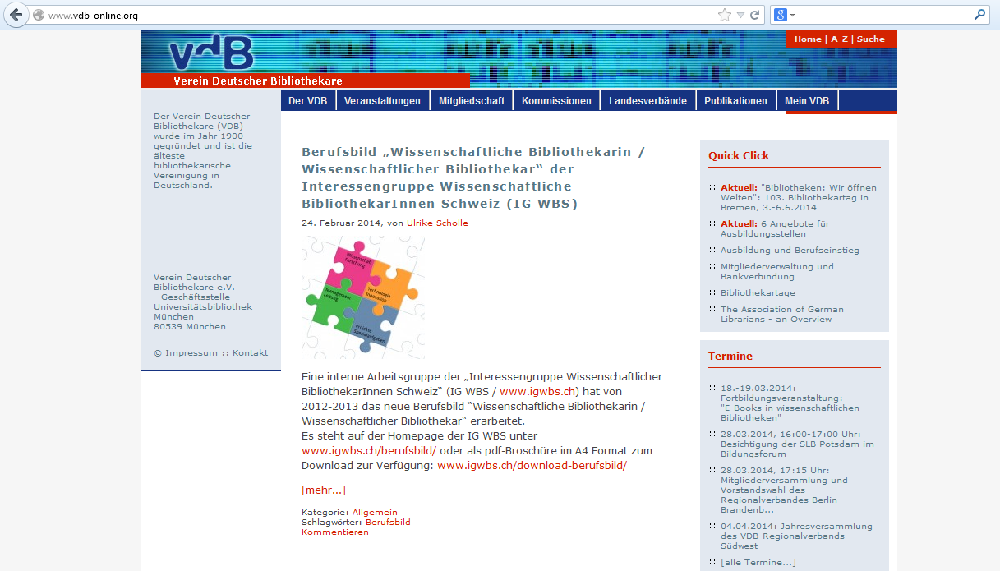 www.vdb-online.org
8
vdB
Home | A-Z | Suche
Verein Deutscher Bibliothekare
Der VDB
Veranstaltungen
Mitgliedschaft
Kommissionen
Landesverbände
Publikationen
Mein VDB
Der Verein Deutscher
Bibliothekare (VDB)
wurde im Jahr 1900
gegründet und ist die
älteste
bibliothekarische
Vereinigung in
Deutschland.
Verein Deutscher
Bibliothekare e.V.
- Geschäftsstelle -
Universitätsbibliothek
München
80539 München
© Impressum :: Kontakt
Berufsbild „Wissenschaftliche Bibliothekarin /
Wissenschaftlicher Bibliothekar“ der
Interessengruppe Wissenschaftliche
BibliothekarInnen Schweiz (IG WBS)
24. Februar 2014, von Ulrike Scholle
Wissenschaft
Forschung
Technologie
Innovation
Management
Leitung
Projekte
Spezialaufgaben
Eine interne Arbeitsgruppe der „Interessengruppe Wissenschaftlicher
BibliothekarInnen Schweiz“ (IG WBS / www.igwbs.ch) hat von
2012-2013 das neue Berufsbild “Wissenschaftliche Bibliothekarin /
Wissenschaftlicher Bibliothekar“ erarbeitet.
Es steht auf der Homepage der IG WBS unter
www.igwbs.ch/berufsbild/ oder als pdf-Broschüre im A4 Format zum
Download zur Verfügung: www.igwbs.ch/download-berufsbild/
[mehr...]
Kategorie: Allgemein
Schlagwörter: Berufsbild
Kommentieren
Quick Click
Aktuell: "Bibliotheken: Wir öffnen
Welten": 103. Bibliothekartag in
Bremen, 3.-6.6.2014
Aktuell: 6 Angebote für
Ausbildungsstellen
Ausbildung und Berufseinstieg
Mitgliederverwaltung und
Bankverbindung
Bibliothekartage
The Association of German
Librarians - an Overview
Termine
18.-19.03.2014:
Fortbildungsveranstaltung:
"E-Books in wissenschaftlichen
Bibliotheken"
28.03.2014, 16:00-17:00 Uhr:
Besichtigung der SLB Potsdam im
Bildungsforum
28.03.2014, 17:15 Uhr:
Mitgliederversammlung und
Vorstandswahl des
Regionalverbandes Berlin-
Brandenb...
04.04.2014: Jahresversammlung
des VDB-Regionalverbands
Südwest
[alle Termine...]